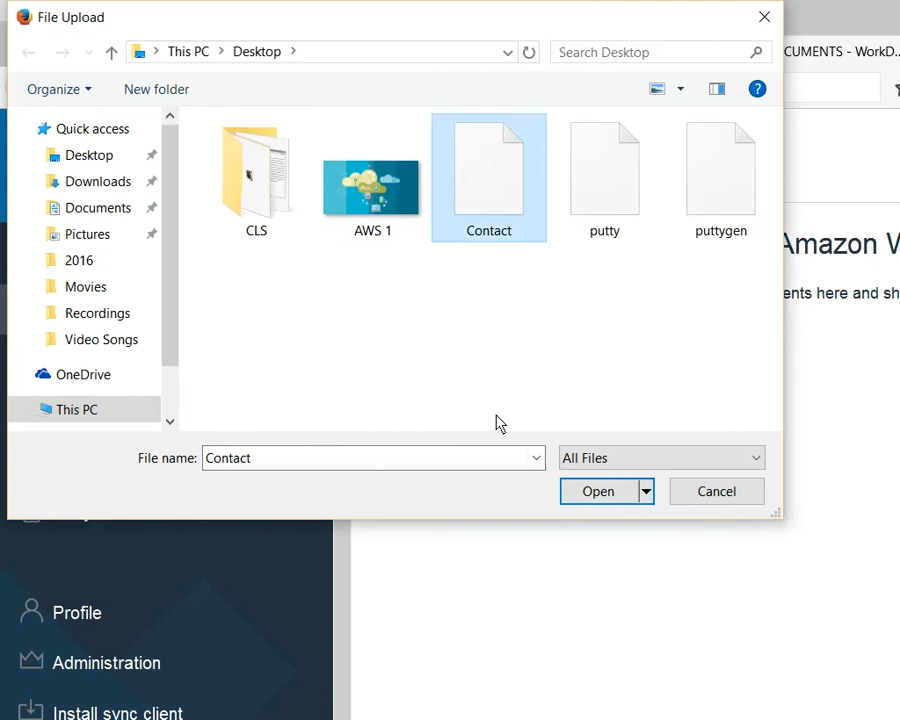 File Upload
This PC Desktop
Search Desktop
CUMENTS - WorkD...
Organize
New folder
?
Quick access
Desktop
Downloads
Documents
Pictures
2016
Movies
Recordings
Video Songs
OneDrive
This PC
CLS
AWS 1
Contact
putty
puttygen
Amazon W
ents here and sh
File name:
Contact
All Files
Open
Cancel
Profile
Administration
Install sync client